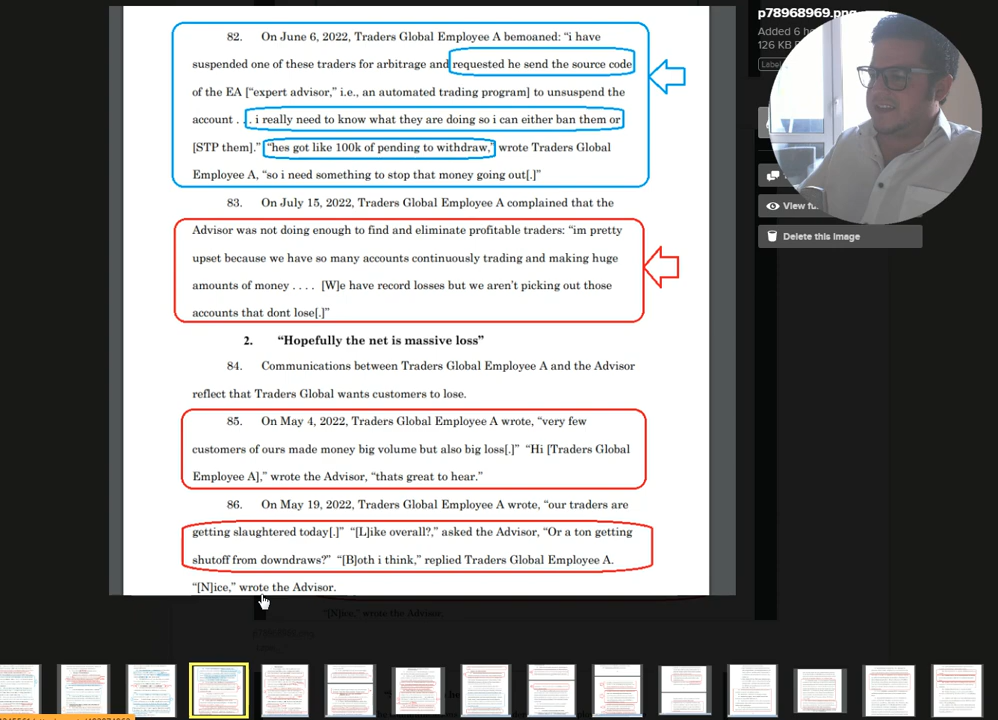 p78968969.png
Added 6 h
126 KB
Label
View fu
Delete this image
82. On June 6, 2022, Traders Global Employee A bemoaned: “i have
suspended one of these traders for arbitrage and requested he send the source code
of the EA [“expert advisor,” i.e., an automated trading program] to unsuspend the
account . . . i really need to know what they are doing so i can either ban them or
[STP them].” “hes got like 100k of pending to withdraw,” wrote Traders Global
Employee A, “so i need something to stop that money going out[.]”
83. On July 15, 2022, Traders Global Employee A complained that the
Advisor was not doing enough to find and eliminate profitable traders: “im pretty
upset because we have so many accounts continuously trading and making huge
amounts of money . . . . [W]e have record losses but we aren’t picking out those
accounts that dont lose[.]”
2. “Hopefully the net is massive loss”
84. Communications between Traders Global Employee A and the Advisor
reflect that Traders Global wants customers to lose.
85. On May 4, 2022, Traders Global Employee A wrote, “very few
customers of ours made money big volume but also big loss[.]” “Hi [Traders Global
Employee A],” wrote the Advisor, “thats great to hear.”
86. On May 19, 2022, Traders Global Employee A wrote, “our traders are
getting slaughtered today[.]” “[L]ike overall?,” asked the Advisor, “Or a ton getting
shutoff from downdraws?” “[B]oth i think,” replied Traders Global Employee A.
“[N]ice,” wrote the Advisor.
“[N]ice,” wrote the Advisor.
p78968969.png